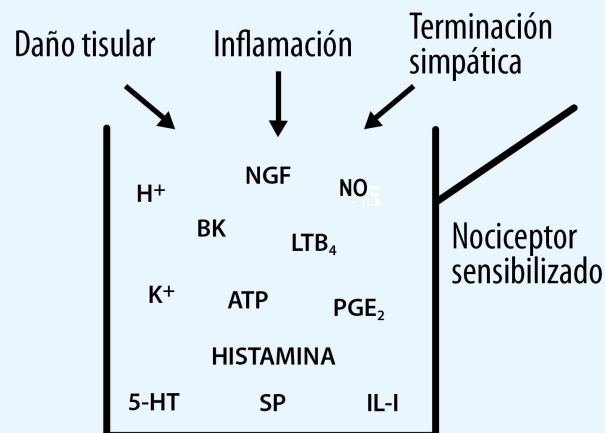 Daño tisular
Inflamación
Terminación
simpática
H+
NGF
NO
BK
LTB₄
K+
ATP
PGE₂
HISTAMINA
5-HT
SP
IL-I
Nociceptor
sensibilizado